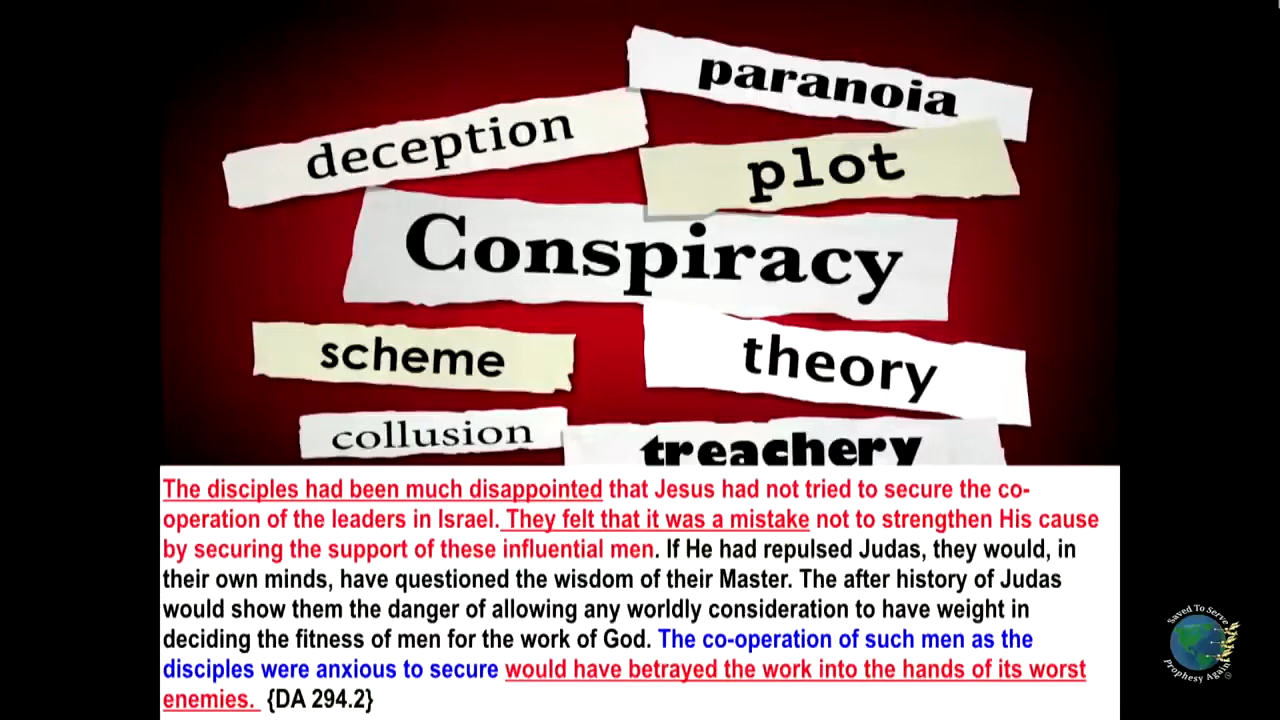 paranoia
deception
plot
Conspiracy
scheme
theory
collusion
treachery
The disciples had been much disappointed that Jesus had not tried to secure the co-
operation of the leaders in Israel. They felt that it was a mistake not to strengthen His cause
by securing the support of these influential men. If He had repulsed Judas, they would, in
their own minds, have questioned the wisdom of their Master. The after history of Judas
would show them the danger of allowing any worldly consideration to have weight in
deciding the fitness of men for the work of God. The co-operation of such men as the
disciples were anxious to secure would have betrayed the work into the hands of its worst
enemies. {DA 294.2}
Saved To Serve
Prophesy Again